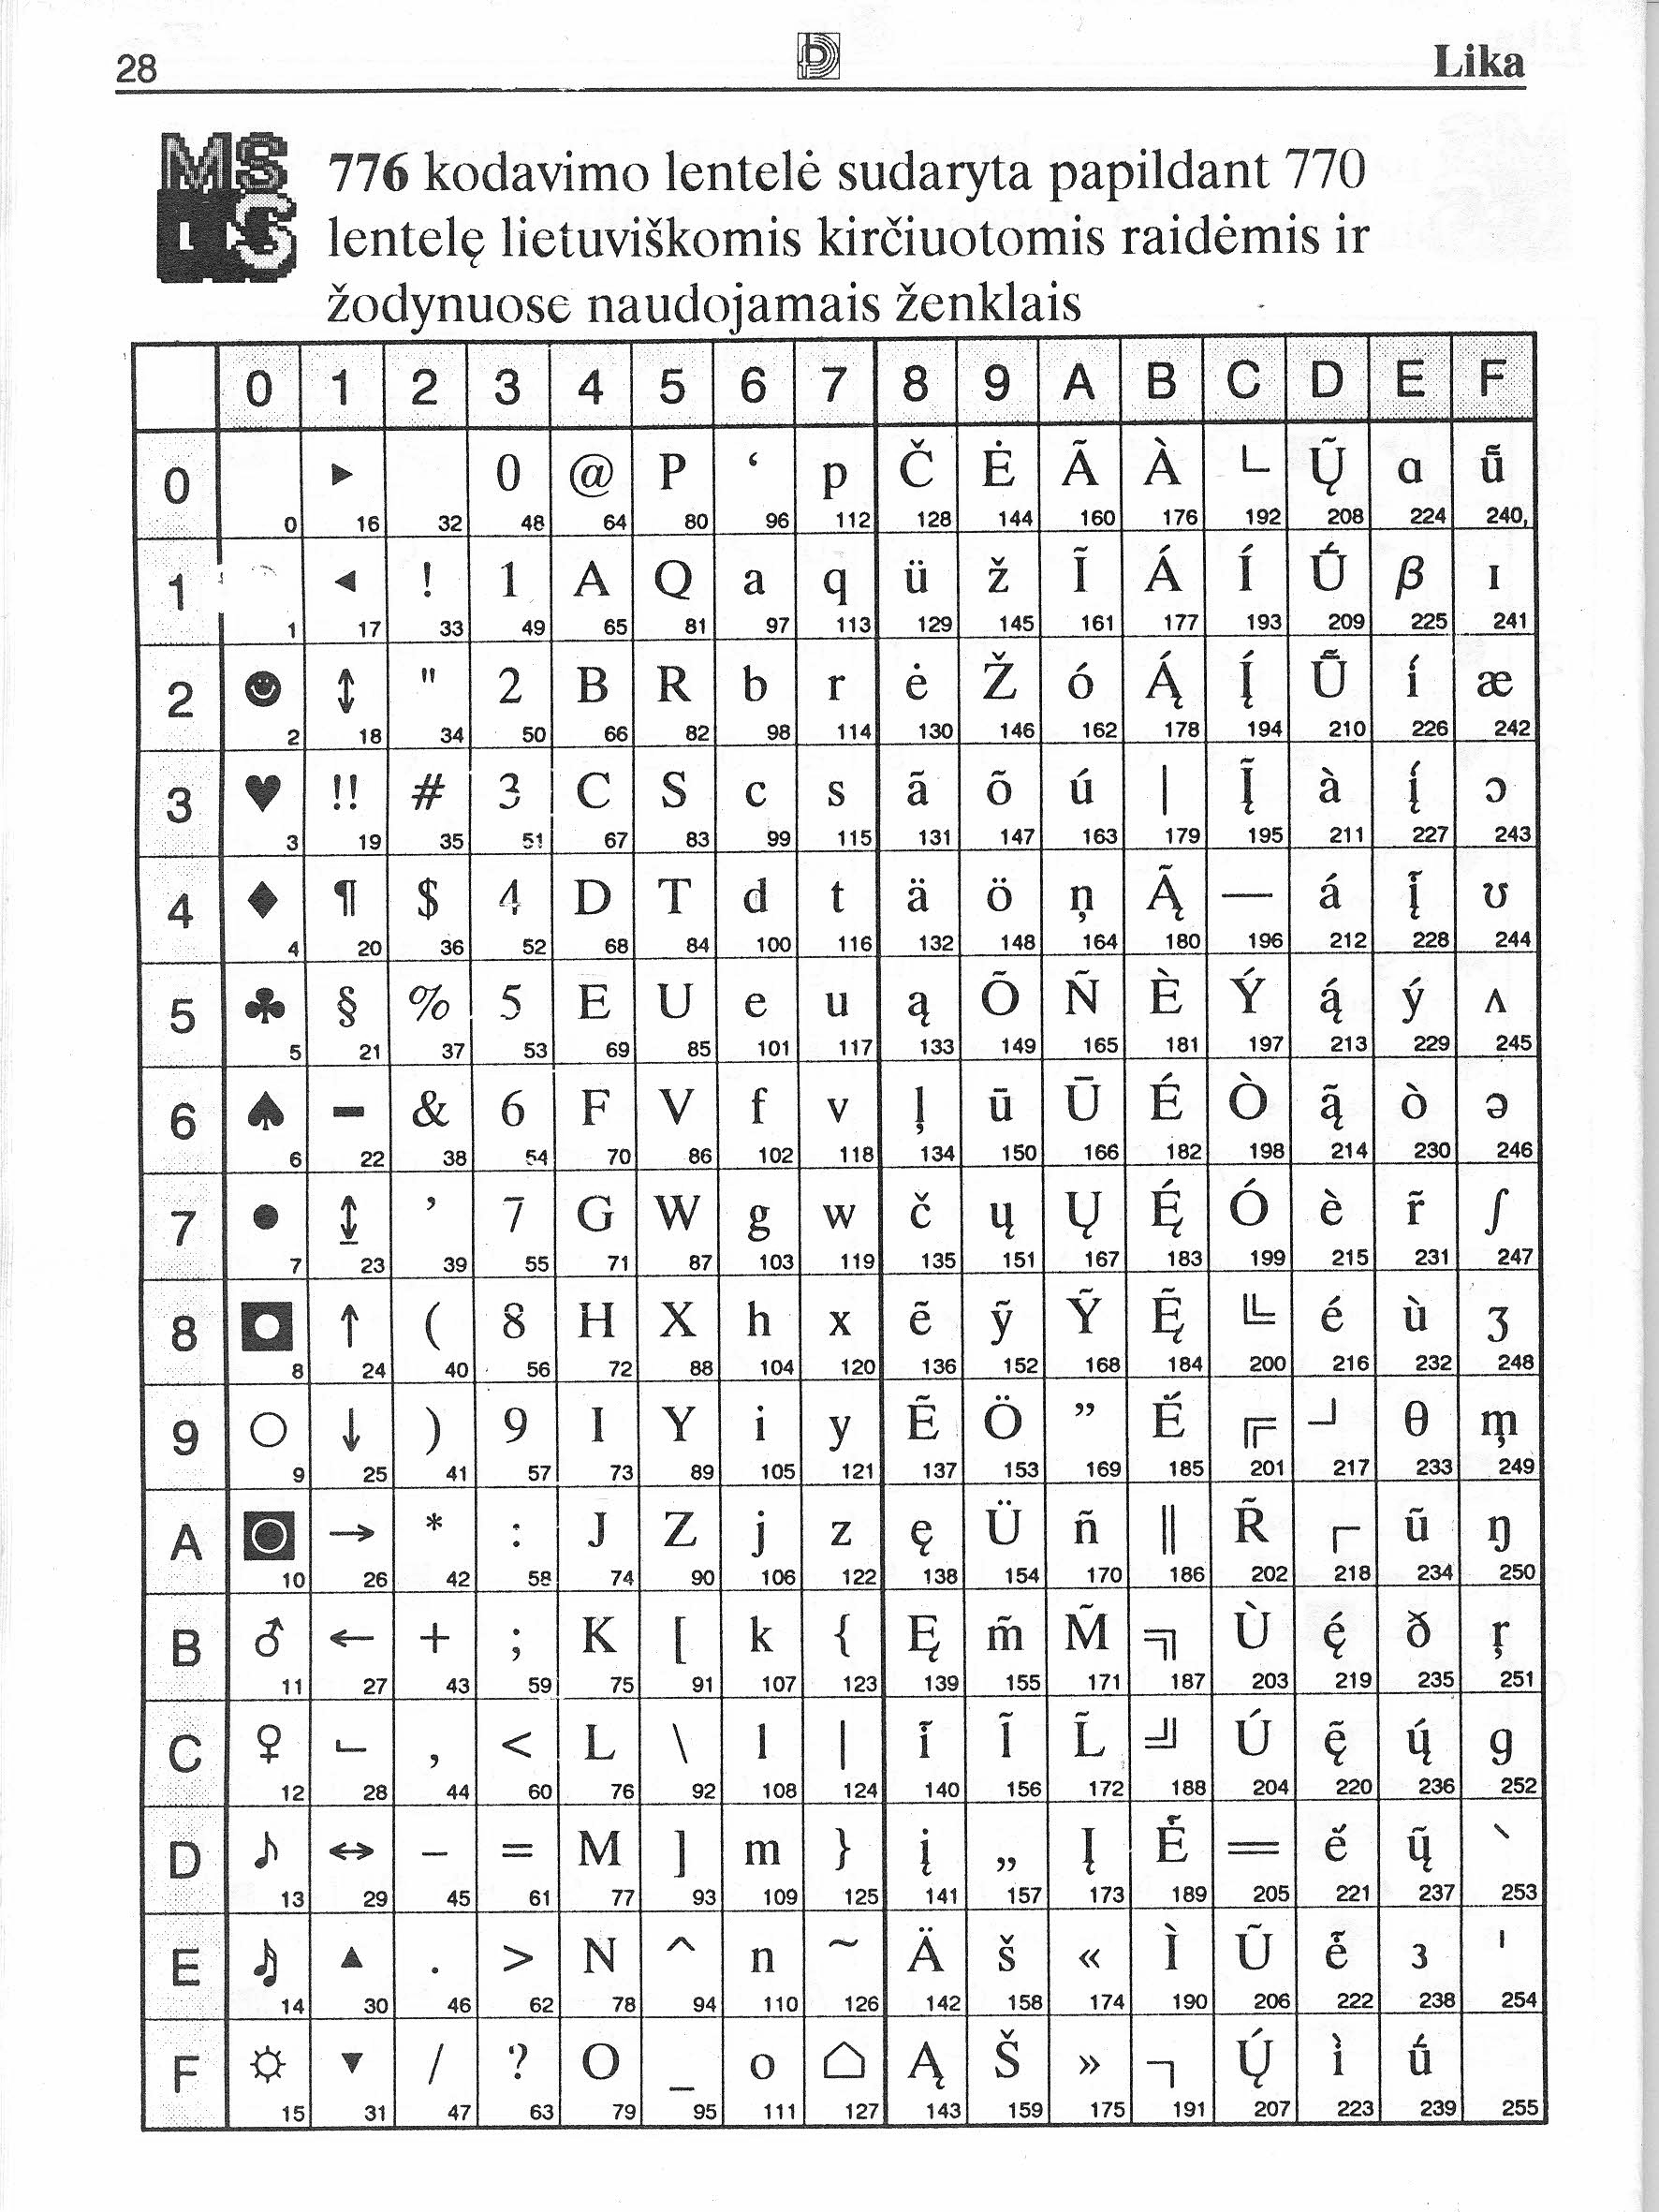 28 Lika
MS
776 kodavimo lentelė sudaryta papildant 770
lentelę lietuviškomis kirčiuotomis raidėmis ir
žodynuose naudojamais ženklais
0 1 2 3 4 5 6 7 8 9 A B C D E F
0 ► 0 @ P ‘ p Č Ė Ã À └ Ų̃ ɑ ū̃
0 16 32 48 64 80 96 112 128 144 160 176 192 208 224 240,
1 ◄ ! 1 A Q a q ü ž Ĩ Á Í Ū́ β ɪ
1 17 33 49 65 81 97 113 129 145 161 177 193 209 225 241
2 ☻ ↕ " 2 B R b r ė Ž ó Ą́ Į́ Ū̃ í æ
2 18 34 50 66 82 98 114 130 146 162 178 194 210 226 242
3 ♥ ‼ # 3 C S c s ã õ ú │ Į̃ à į́ ɔ
3 19 35 51 67 83 99 115 131 147 163 179 195 211 227 243
4 ♦ ¶ $ 4 D T d t ä ö ņ Ą̃ ─ á į̃ ʊ
4 20 36 52 68 84 100 116 132 148 164 180 196 212 228 244
5 ♣ § % 5 E U e u ą Õ Ñ È Ý ą́ ý ʌ
5 21 37 53 69 85 101 117 133 149 165 181 197 213 229 245
6 ♠ ▬ & 6 F V f v ļ ū Ū É Ò ą̃ ò ə
6 22 38 54 70 86 102 118 134 150 166 182 198 214 230 246
7 • ↨ ’ 7 G W g w č ų Ų Ę́ Ó è r̃ ʃ
7 23 39 55 71 87 103 119 135 151 167 183 199 215 231 247
8 ◘ ↑ ( 8 H X h x ẽ ỹ Ỹ Ę̃ ╚ é ù ʒ
8 24 40 56 72 88 104 120 136 152 168 184 200 216 232 248
9 ○ ↓ ) 9 I Y i y Ẽ Ö ” Ė́ ╔ ┘ θ m̧
9 25 41 57 73 89 105 121 137 153 169 185 201 217 233 249
A ◙ → * : J Z j z ę Ü ñ ║ R̃ ┌ ũ ŋ
10 26 42 58 74 90 106 122 138 154 170 186 202 218 234 250
B ♂ ← + ; K [ k { Ę m̃ M̃ ╗ Ù ę́ ð ŗ
11 27 43 59 75 91 107 123 139 155 171 187 203 219 235 251
C ♀ ∟ , < L \ l | ĩ l̃ L̃ ╝ Ú ę̃ ų́ g
12 28 44 60 76 92 108 124 140 156 172 188 204 220 236 252
D ♪ ↔ – = M ] m } į „ Į Ė̃ ═ ė́ ų̃ ˋ
13 29 45 61 77 93 109 125 141 157 173 189 205 221 237 253
E ♫ ▲ . > N ^ n ~ Ä š « Ì Ũ ė̃ ɜ ˈ
14 30 46 62 78 94 110 126 142 158 174 190 206 222 238 254
F ☼ ▼ / ? O _ o ⌂ Ą Š » ┐ Ų́ ì ū́
15 31 47 63 79 95 111 127 143 159 175 191 207 223 239 255